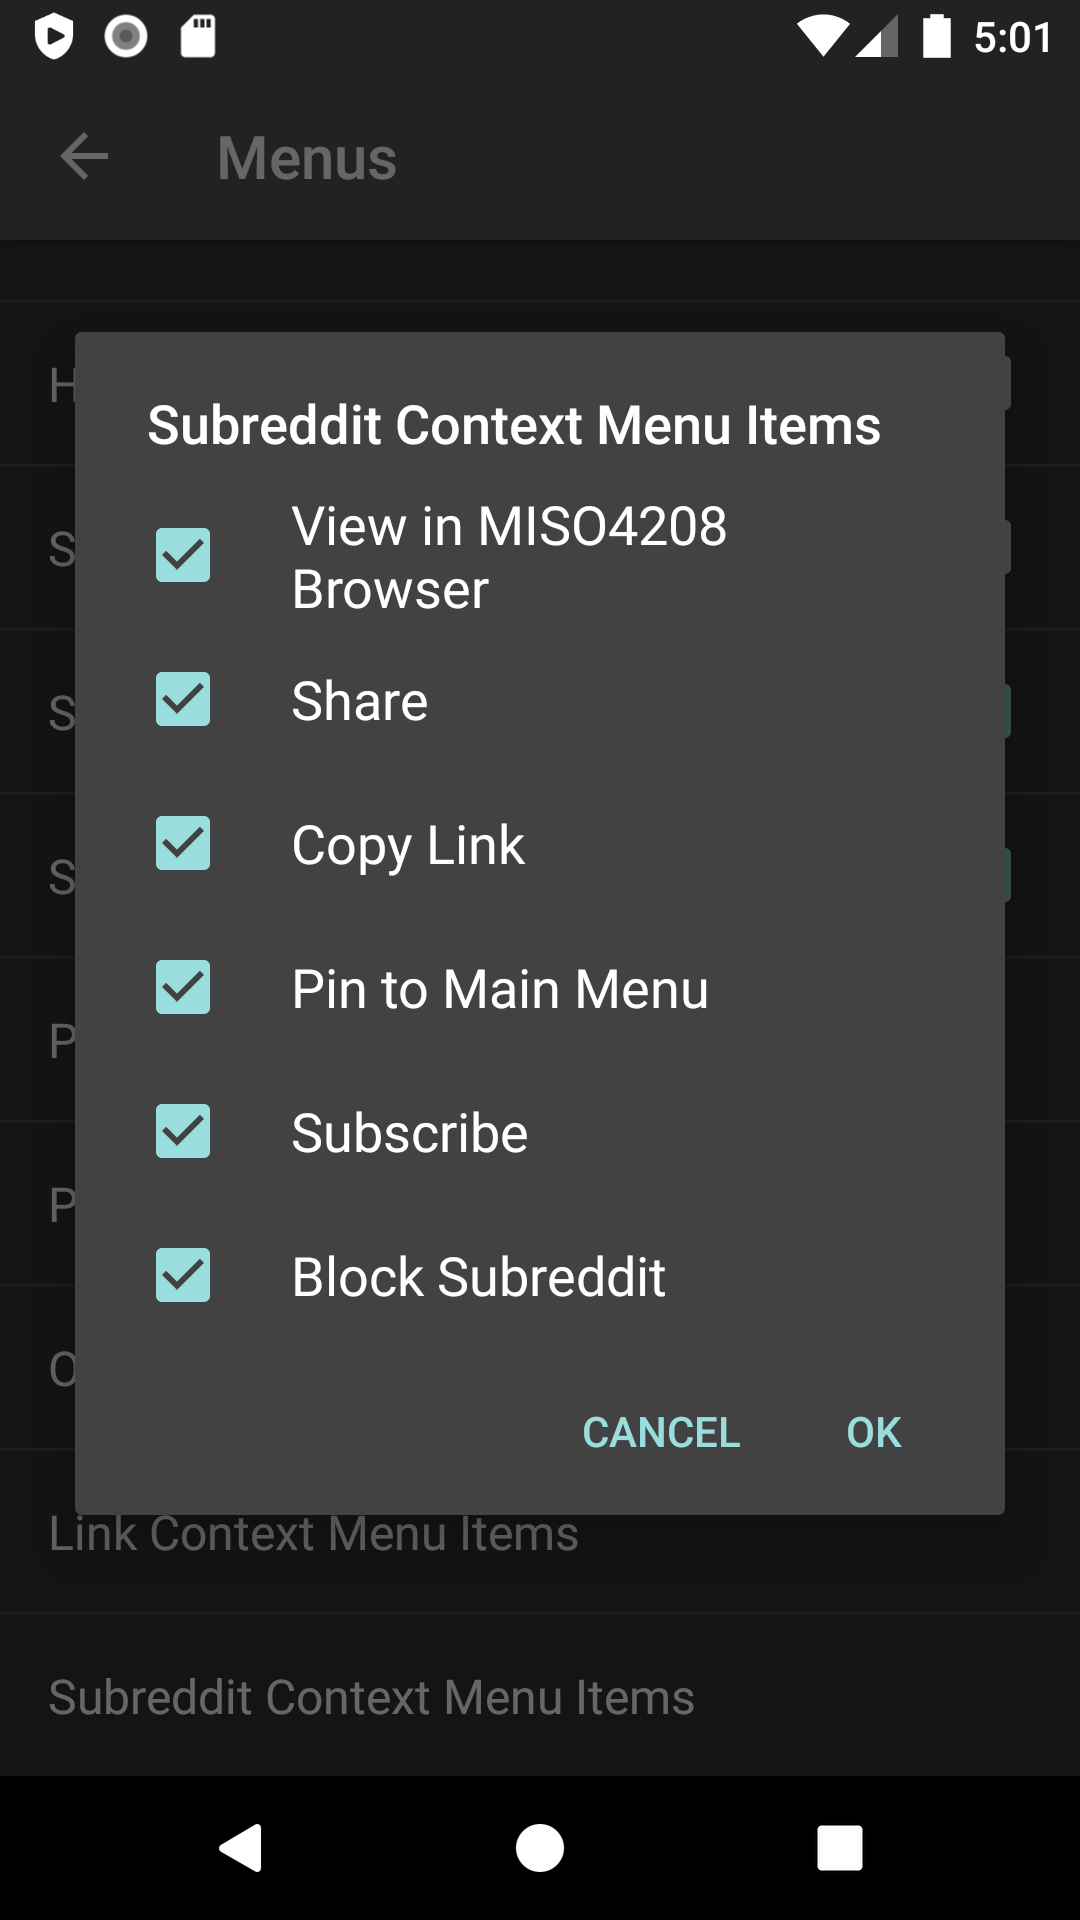 5:01
Menus
Subreddit Context Menu Items
View in MISO4208
Browser
Share
Copy Link
Pin to Main Menu
Subscribe
Block Subreddit
CANCEL OK
Link Context Menu Items
Subreddit Context Menu Items